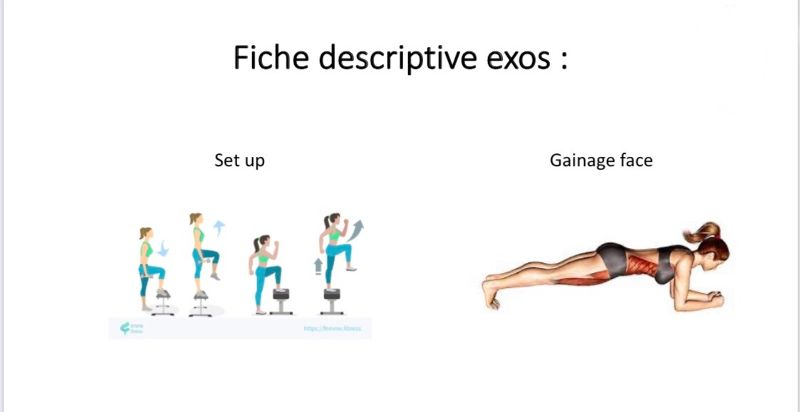 Fiche descriptive exos :
Set up
Gainage face